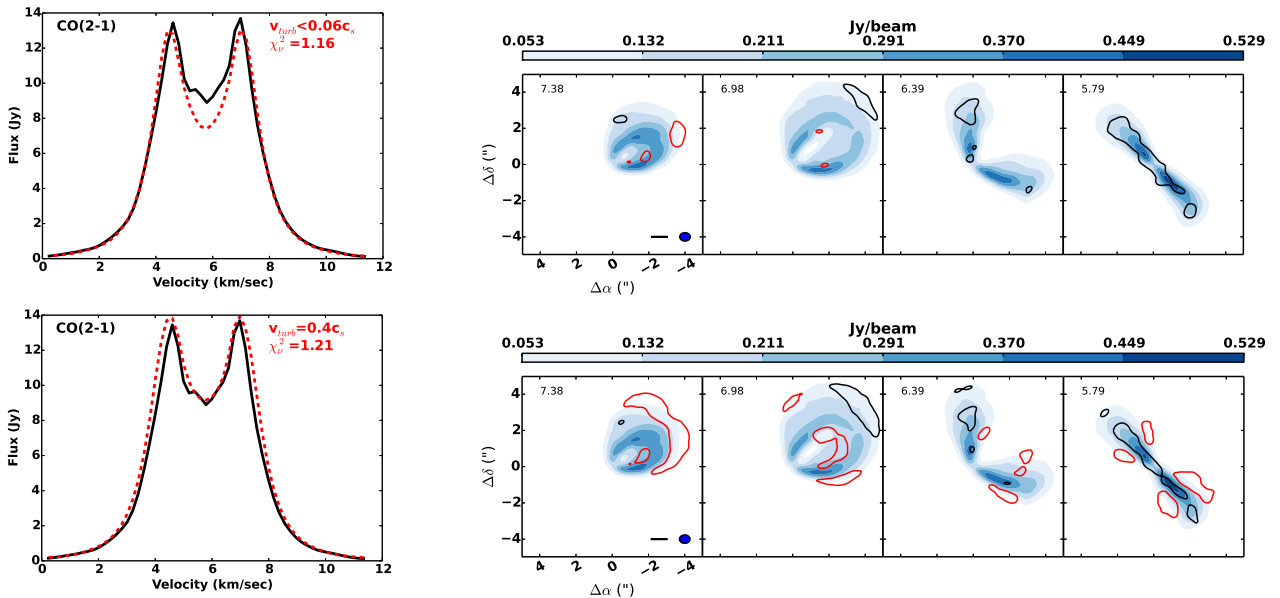 14
12
10
8
6
4
2
0
Flux (Jy)
CO(2-1)
v_turb<0.06c_s
χ_ν^2=1.16
0 2 4 6 8 10 12
Velocity (km/sec)
Jy/beam
0.053 0.132 0.211 0.291 0.370 0.449 0.529
7.38 6.98 6.39 5.79
4
2
0
−2
−4
Δδ (")
4 2 0 −2 −4
Δα (")
14
12
10
8
6
4
2
0
Flux (Jy)
CO(2-1)
v_turb=0.4c_s
χ_ν^2=1.21
0 2 4 6 8 10 12
Velocity (km/sec)
Jy/beam
0.053 0.132 0.211 0.291 0.370 0.449 0.529
7.38 6.98 6.39 5.79
4
2
0
−2
−4
Δδ (")
4 2 0 −2 −4
Δα (")